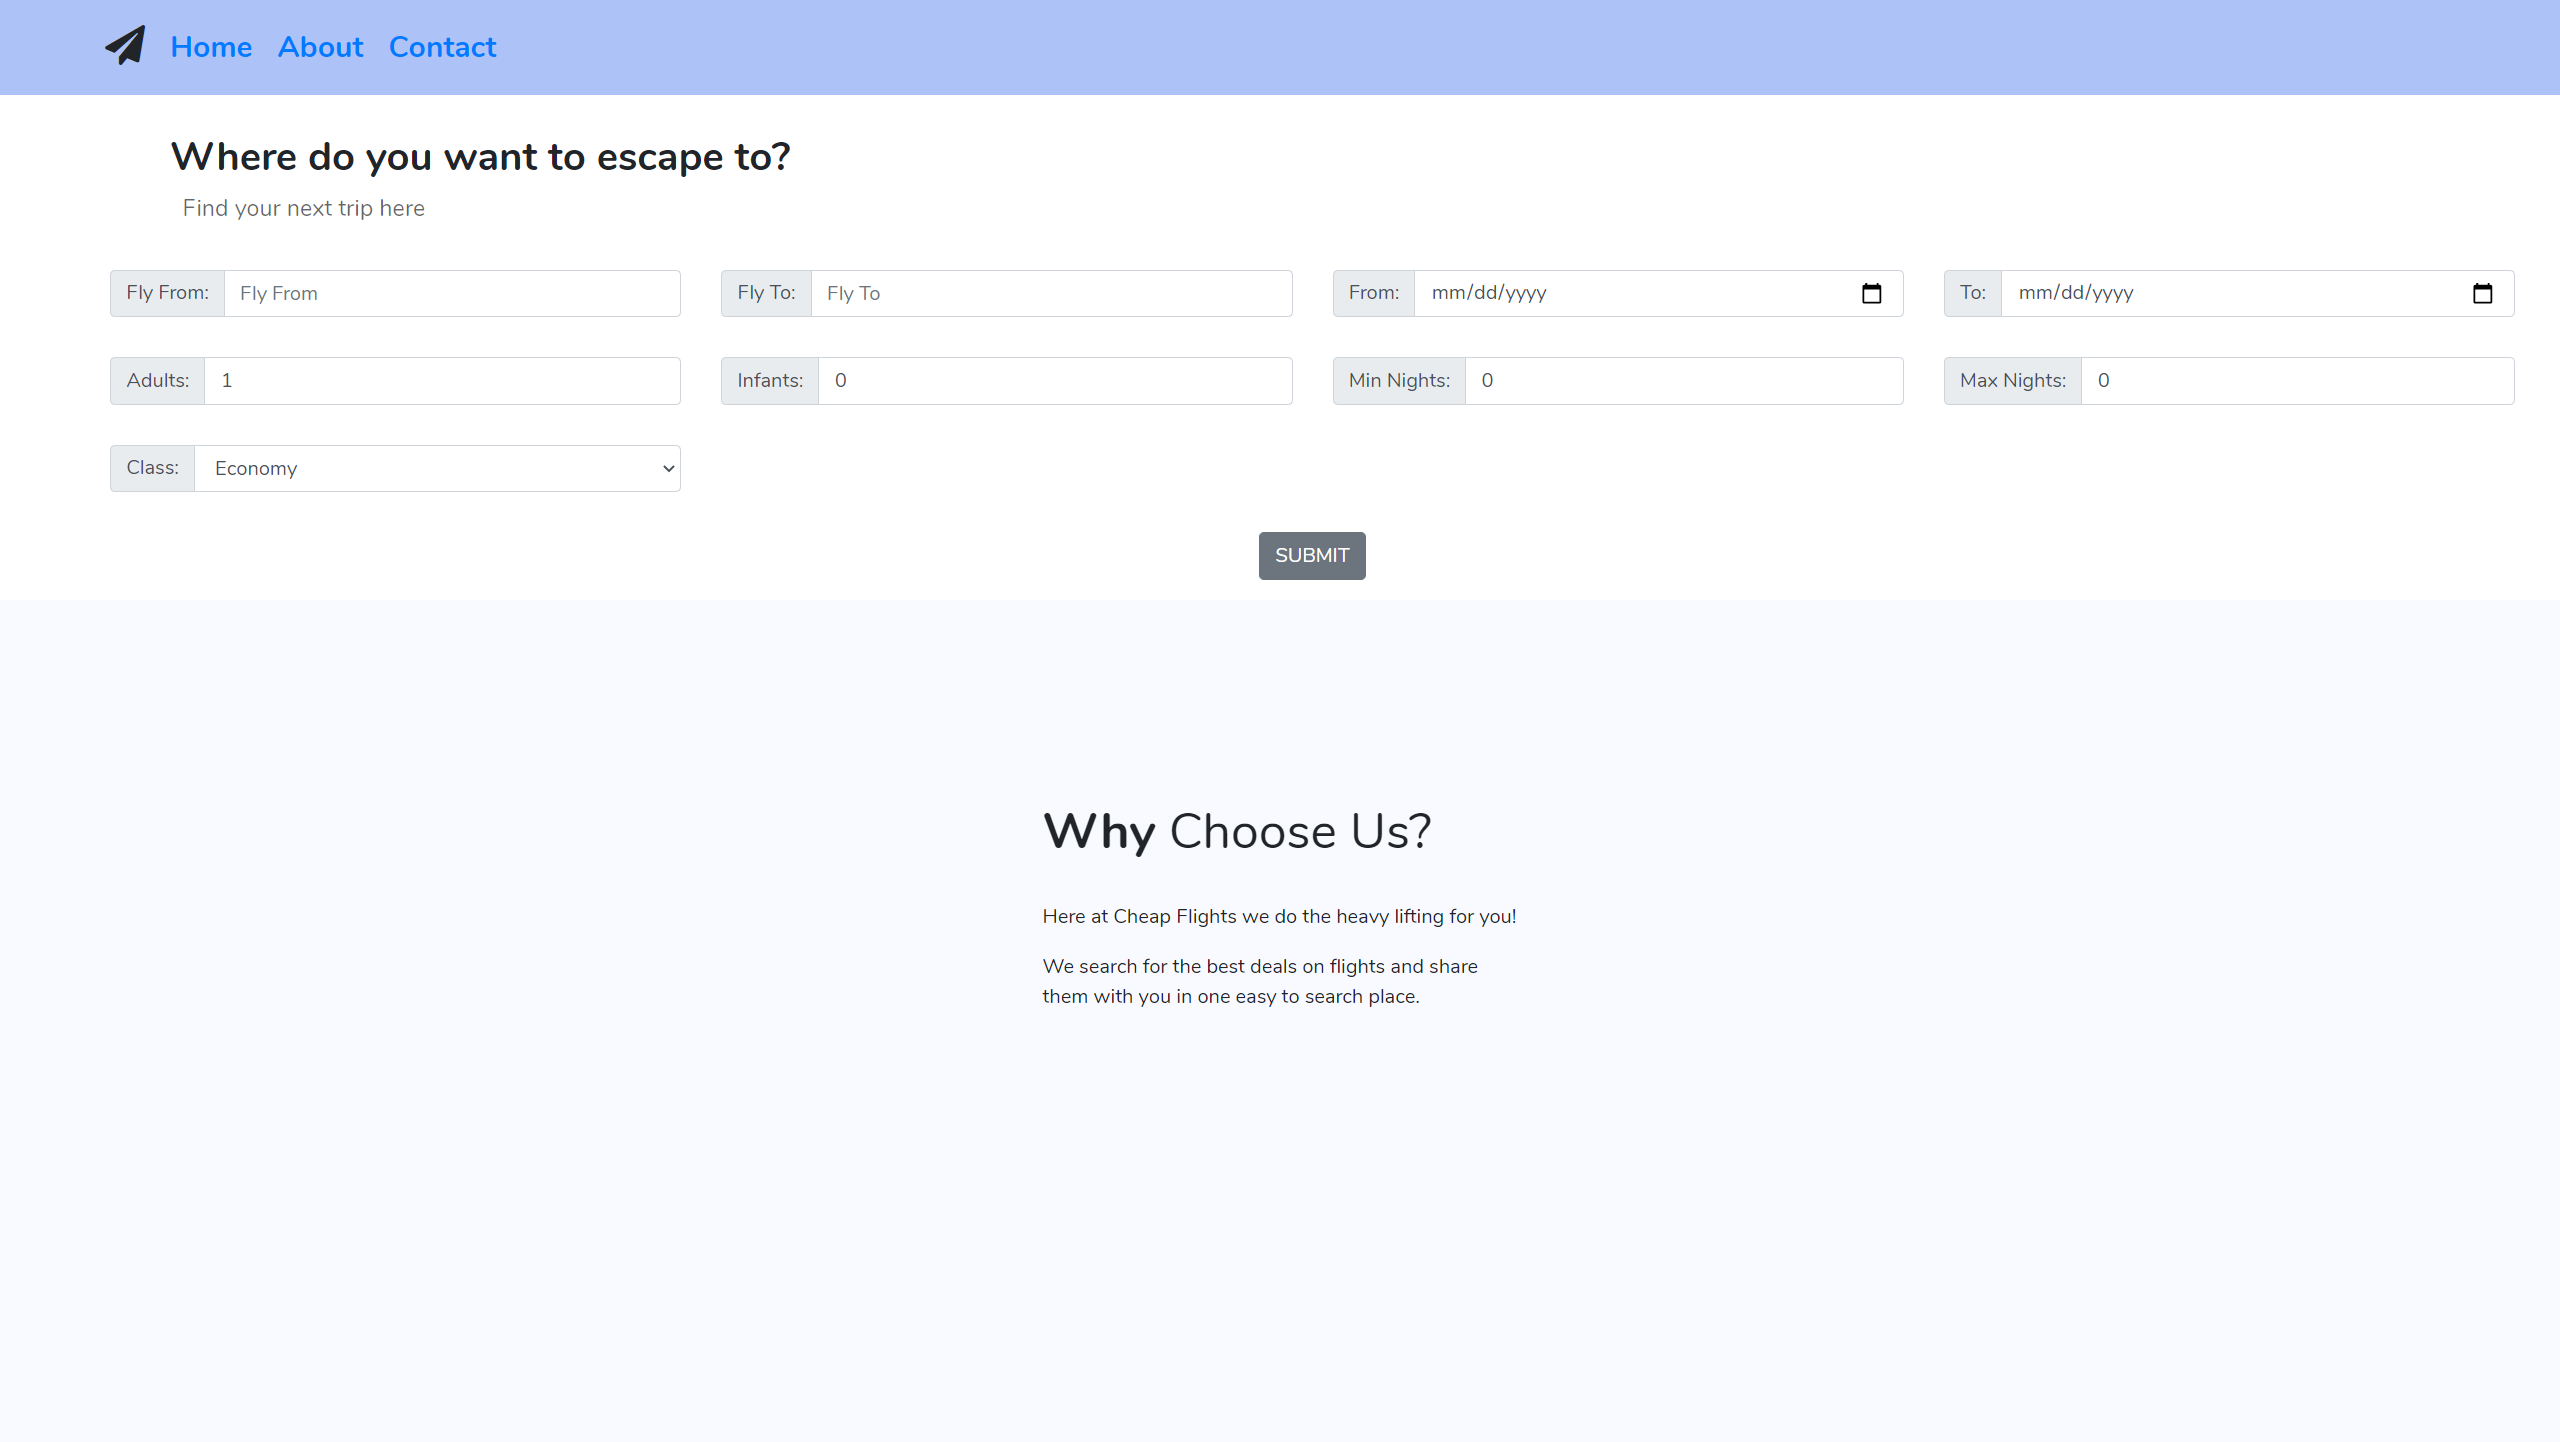 Home About Contact
Where do you want to escape to?
Find your next trip here
Fly From: Fly From Fly To: Fly To From: mm/dd/yyyy To: mm/dd/yyyy
Adults: 1 Infants: 0 Min Nights: 0 Max Nights: 0
Class: Economy
SUBMIT
Why Choose Us?
Here at Cheap Flights we do the heavy lifting for you!
We search for the best deals on flights and share
them with you in one easy to search place.